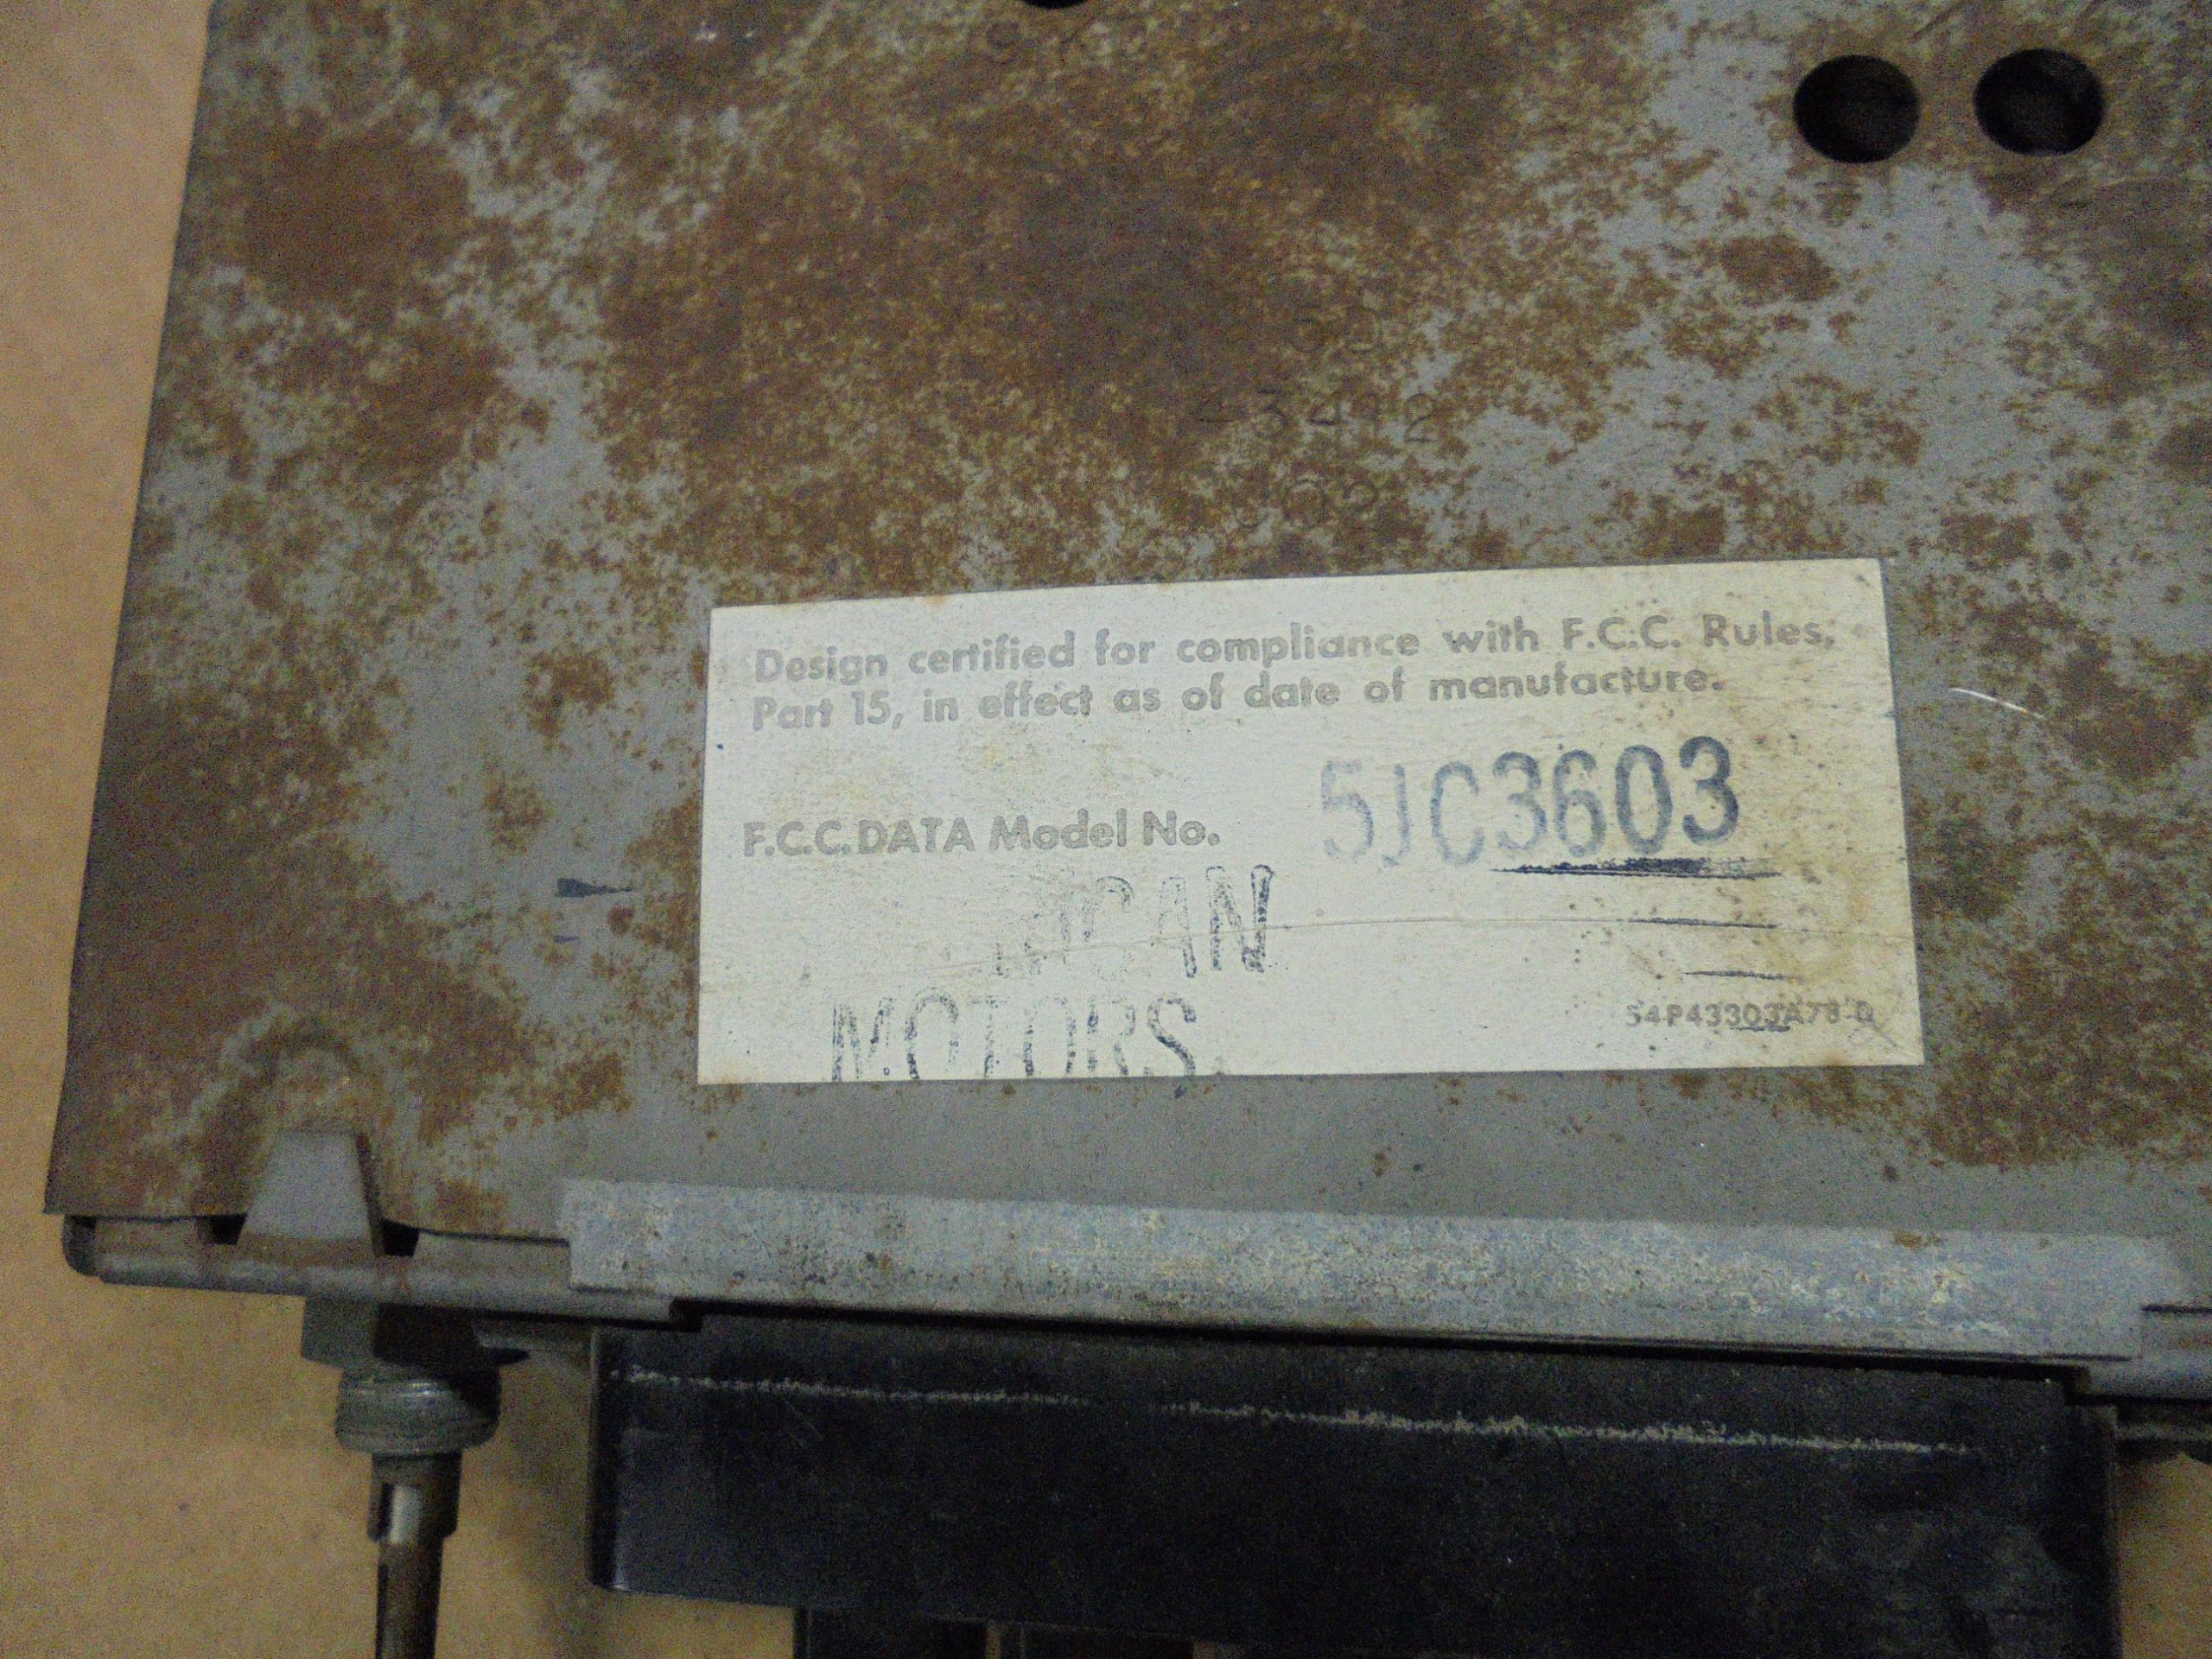 Design certified for compliance with F.C.C. Rules,
Part 15, in effect as of date of manufacture.
F.C.C. DATA Model No. 5JC3603
MOTORS
54P43303A78-O